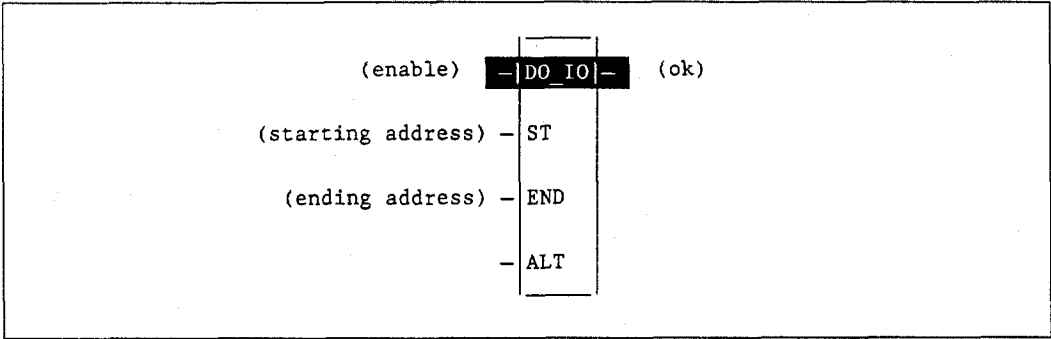 (enable) –|DO_IO|– (ok)
(starting address) – ST
(ending address) – END
– ALT